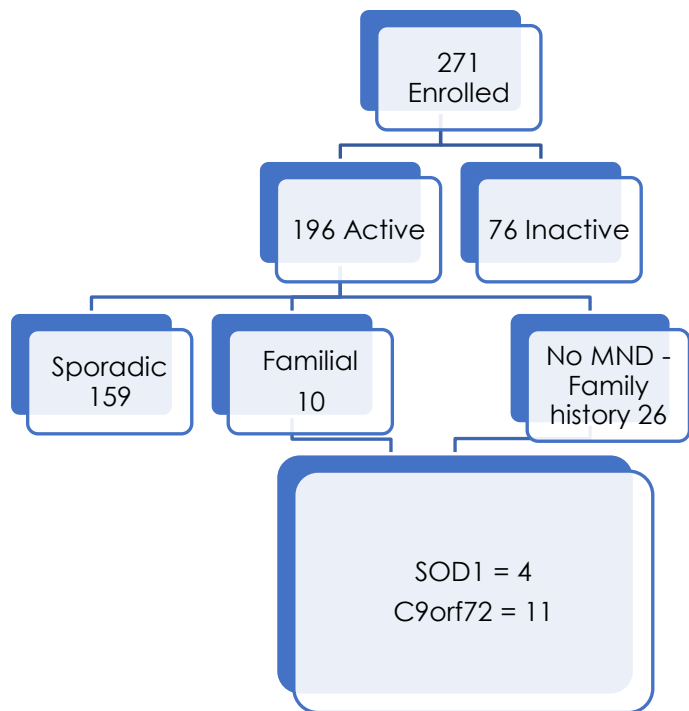 271
Enrolled
196 Active
76 Inactive
Sporadic
159
Familial
10
No MND -
Family
history 26
SOD1 = 4
C9orf72 = 11